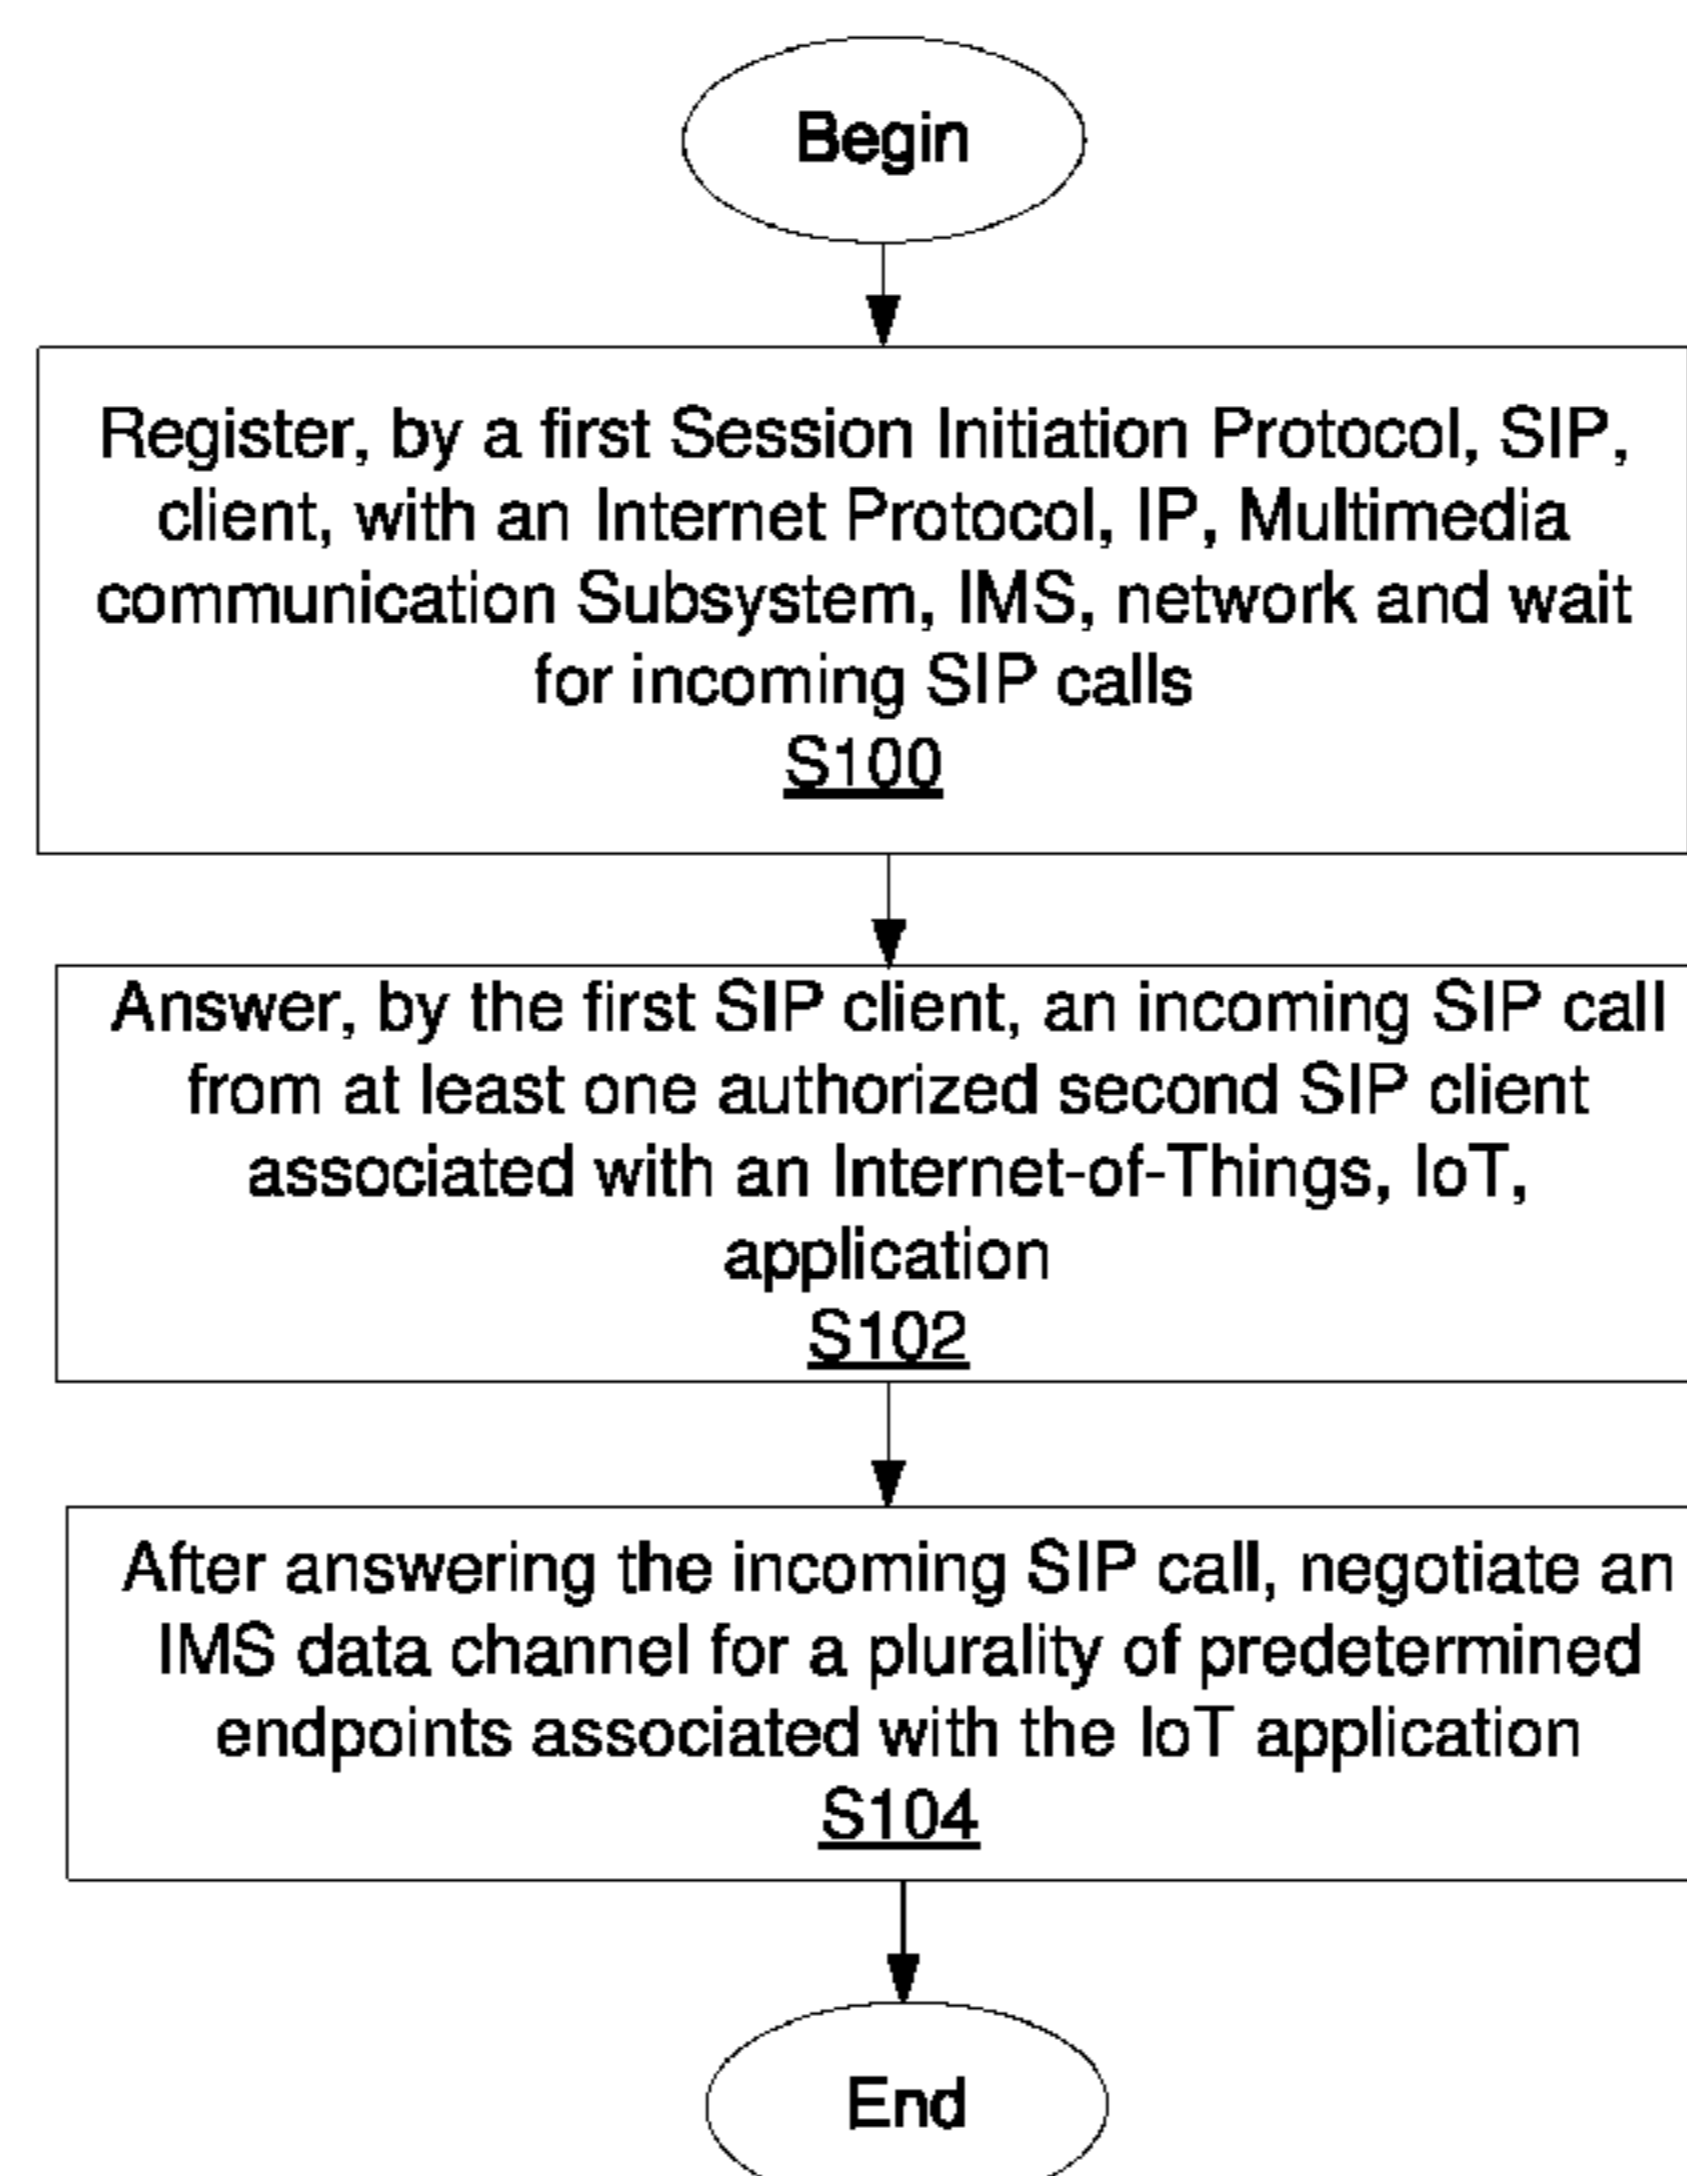 Begin
Register, by a first Session Initiation Protocol, SIP,
client, with an Internet Protocol, IP, Multimedia
communication Subsystem, IMS, network and wait
for incoming SIP calls
S100
Answer, by the first SIP client, an incoming SIP call
from at least one authorized second SIP client
associated with an Internet-of-Things, IoT,
application
S102
After answering the incoming SIP call, negotiate an
IMS data channel for a plurality of predetermined
endpoints associated with the IoT application
S104
End